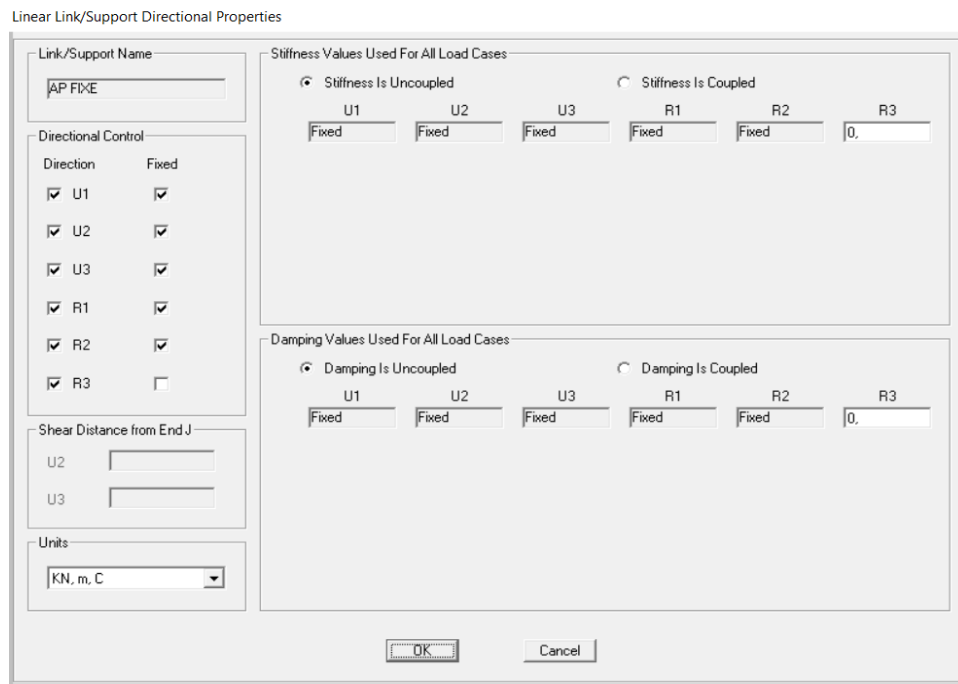 Linear Link/Support Directional Properties
Link/Support Name
AP FIXE
Directional Control
Direction Fixed
U1
U2
U3
R1
R2
R3
Shear Distance from End J
U2
U3
Units
KN, m, C
Stiffness Values Used For All Load Cases
Stiffness Is Uncoupled Stiffness Is Coupled
U1 U2 U3 R1 R2 R3
Fixed Fixed Fixed Fixed Fixed 0,
Damping Values Used For All Load Cases
Damping Is Uncoupled Damping Is Coupled
U1 U2 U3 R1 R2 R3
Fixed Fixed Fixed Fixed Fixed 0,
OK Cancel